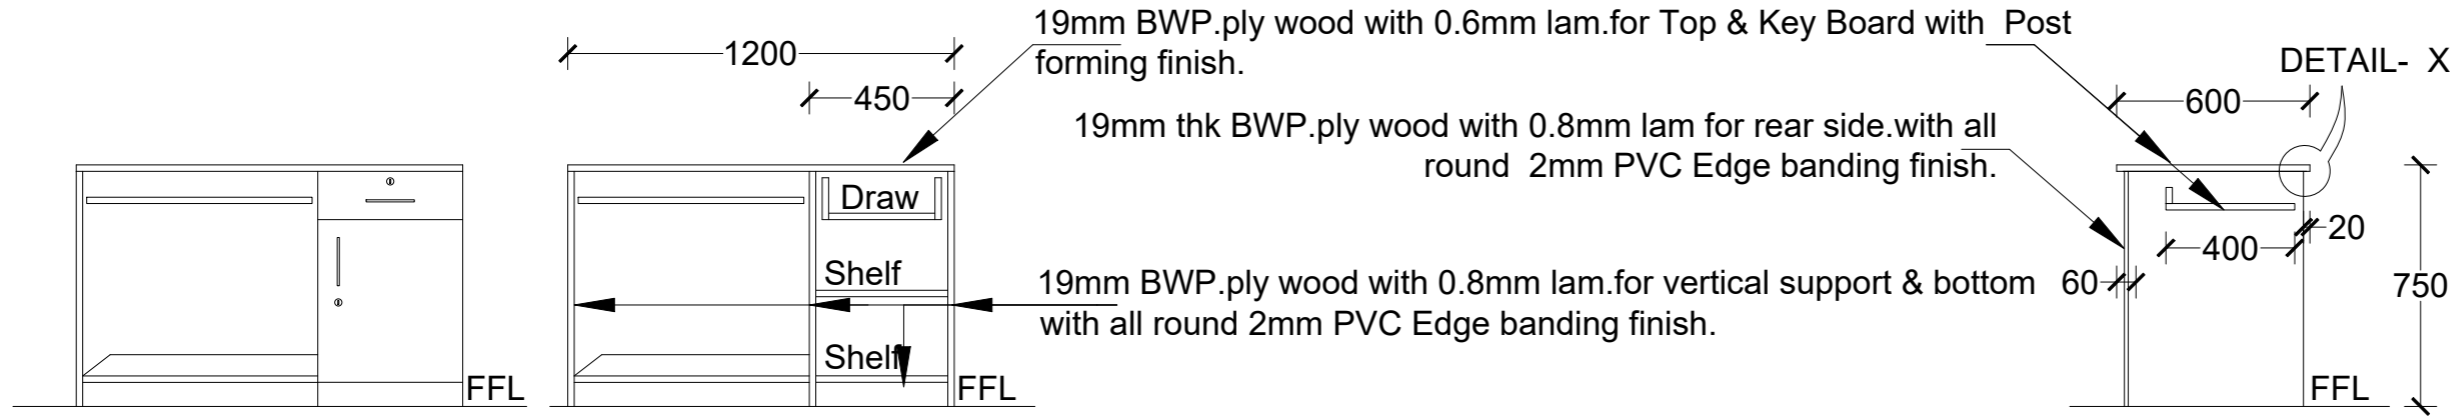 19mm BWP.ply wood with 0.6mm lam.for Top & Key Board with Post
forming finish.
DETAIL- X
1200
450
600
19mm thk BWP.ply wood with 0.8mm lam for rear side.with all
round 2mm PVC Edge banding finish.
Draw
20
400
Shelf
19mm BWP.ply wood with 0.8mm lam.for vertical support & bottom
with all round 2mm PVC Edge banding finish.
60
750
Shelf
FFL
FFL
FFL